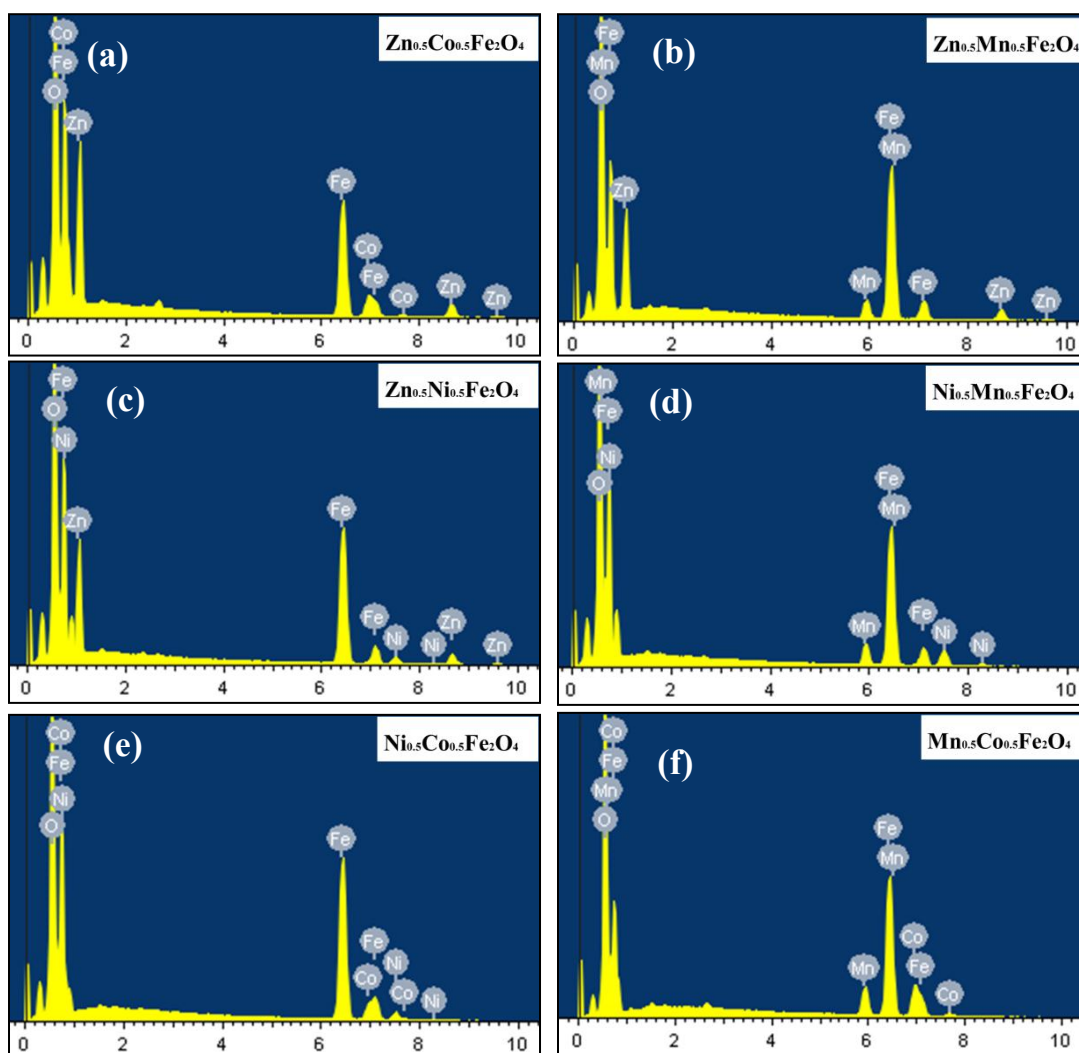 (a)
Zn₀.₅Co₀.₅Fe₂O₄
Co
Fe
O
Zn
Fe
Co
Fe
Co
Zn
Zn
0 2 4 6 8 10
(b)
Zn₀.₅Mn₀.₅Fe₂O₄
Fe
Mn
O
Zn
Fe
Mn
Mn
Fe
Zn
Zn
0 2 4 6 8 10
(c)
Zn₀.₅Ni₀.₅Fe₂O₄
Fe
O
Ni
Zn
Fe
Fe
Ni
Ni
Zn
Zn
0 2 4 6 8 10
(d)
Ni₀.₅Mn₀.₅Fe₂O₄
Mn
Fe
Ni
O
Fe
Mn
Mn
Fe
Ni
Ni
0 2 4 6 8 10
(e)
Ni₀.₅Co₀.₅Fe₂O₄
Co
Fe
Ni
O
Fe
Fe
Co
Ni
Co
Ni
0 2 4 6 8 10
(f)
Mn₀.₅Co₀.₅Fe₂O₄
Co
Fe
Mn
O
Fe
Mn
Mn
Co
Fe
Co
0 2 4 6 8 10